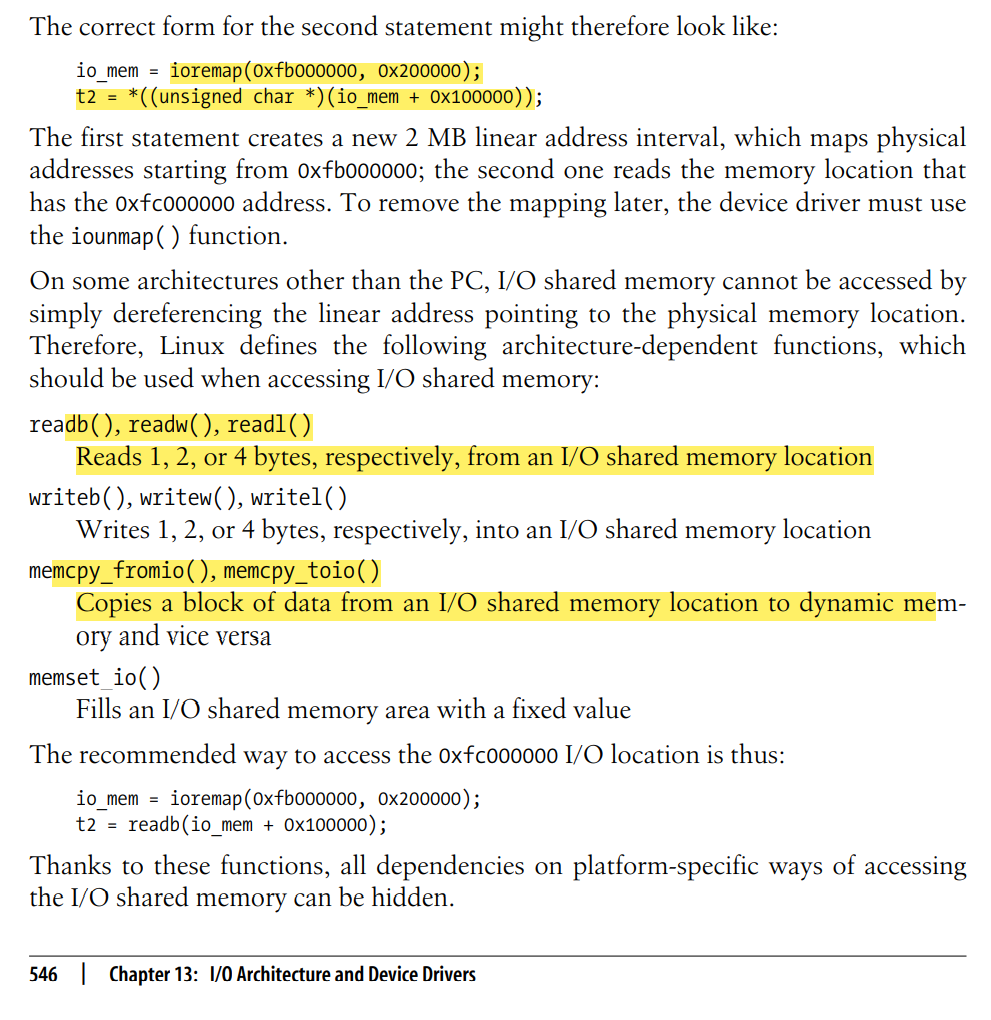 The correct form for the second statement might therefore look like:
io_mem = ioremap(0xfb000000, 0x200000);
t2 = *((unsigned char *)(io_mem + 0x100000));
The first statement creates a new 2 MB linear address interval, which maps physical
addresses starting from 0xfb000000; the second one reads the memory location that
has the 0xfc000000 address. To remove the mapping later, the device driver must use
the iounmap( ) function.
On some architectures other than the PC, I/O shared memory cannot be accessed by
simply dereferencing the linear address pointing to the physical memory location.
Therefore, Linux defines the following architecture-dependent functions, which
should be used when accessing I/O shared memory:
readb(), readw(), readl()
Reads 1, 2, or 4 bytes, respectively, from an I/O shared memory location
writeb(), writew(), writel()
Writes 1, 2, or 4 bytes, respectively, into an I/O shared memory location
memcpy_fromio(), memcpy_toio()
Copies a block of data from an I/O shared memory location to dynamic mem-
ory and vice versa
memset_io()
Fills an I/O shared memory area with a fixed value
The recommended way to access the 0xfc000000 I/O location is thus:
io_mem = ioremap(0xfb000000, 0x200000);
t2 = readb(io_mem + 0x100000);
Thanks to these functions, all dependencies on platform-specific ways of accessing
the I/O shared memory can be hidden.
546 | Chapter 13: I/O Architecture and Device Drivers